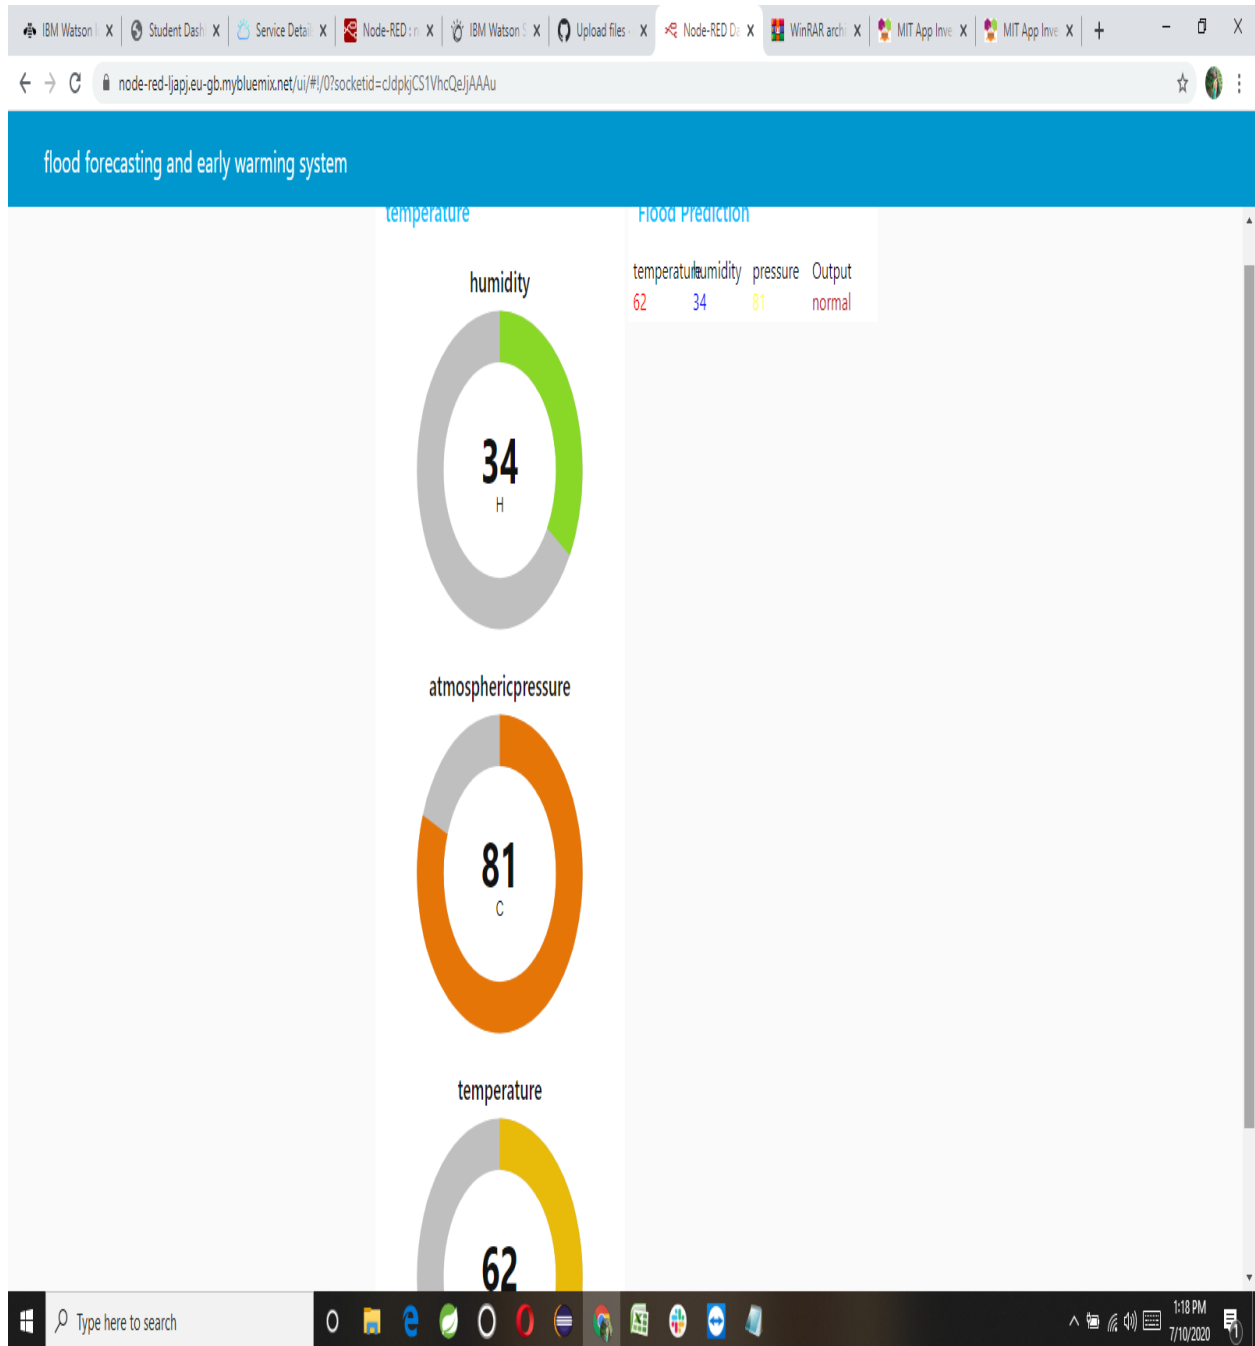 IBM Watson I
Student Dash
Service Detail
Node-RED : n
IBM Watson S
Upload files
Node-RED Da
WinRAR archi
MIT App Inve
MIT App Inve
node-red-ljapj.eu-gb.mybluemix.net/ui/#!/0?socketid=cJdpkjCS1VhcQeJjAAAu
flood forecasting and early warming system
temperature
Flood Prediction
humidity
34
H
temperature humidity pressure Output
62 34 81 normal
atmosphericpressure
81
C
temperature
62
Type here to search
1:18 PM
7/10/2020
1